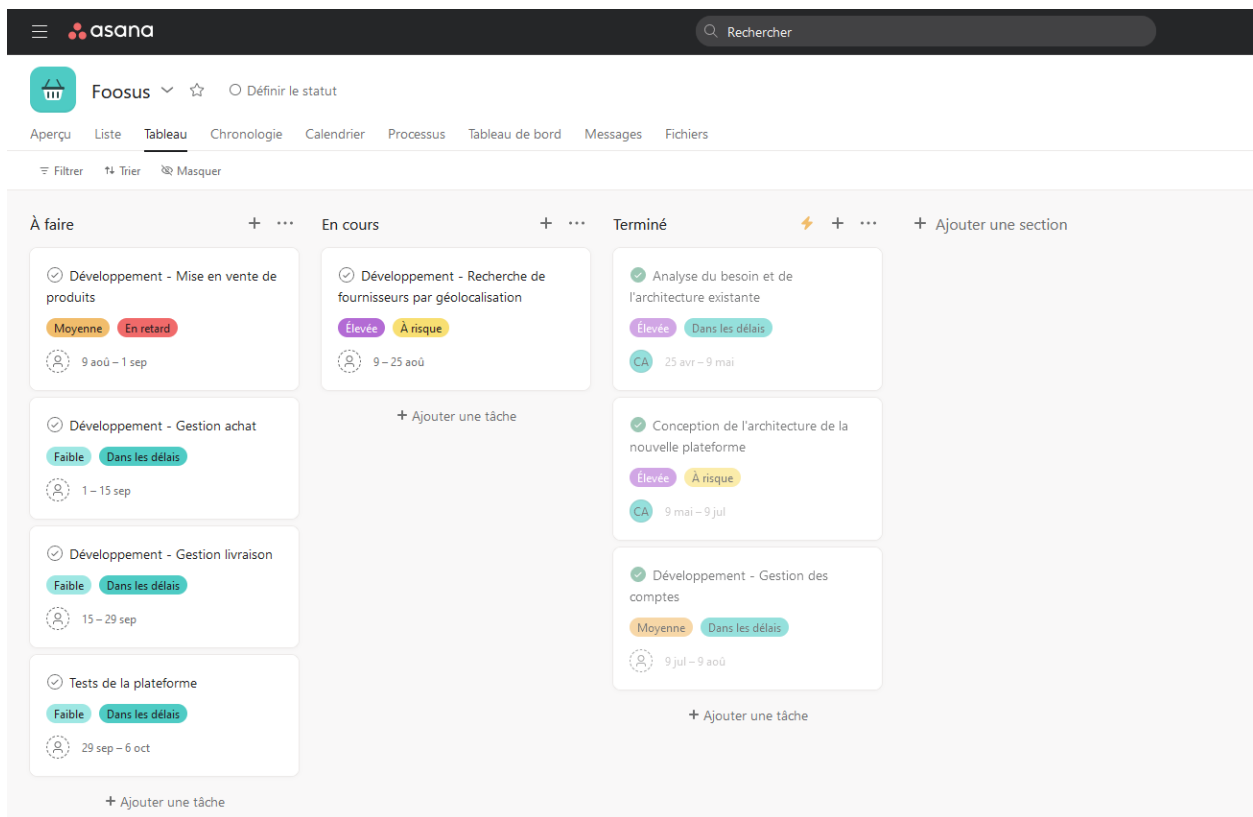 asana
Rechercher
Foosus
Définir le statut
Aperçu Liste Tableau Chronologie Calendrier Processus Tableau de bord Messages Fichiers
Filtrer Trier Masquer
À faire
Développement - Mise en vente de
produits
Moyenne En retard
9 aoû – 1 sep
Développement - Gestion achat
Faible Dans les délais
1 – 15 sep
Développement - Gestion livraison
Faible Dans les délais
15 – 29 sep
Tests de la plateforme
Faible Dans les délais
29 sep – 6 oct
+ Ajouter une tâche
En cours
Développement - Recherche de
fournisseurs par géolocalisation
Élevée À risque
9 – 25 aoû
+ Ajouter une tâche
Terminé
Analyse du besoin et de
l'architecture existante
Élevée Dans les délais
CA 25 avr – 9 mai
Conception de l'architecture de la
nouvelle plateforme
Élevée À risque
CA 9 mai – 9 jul
Développement - Gestion des
comptes
Moyenne Dans les délais
9 jul – 9 aoû
+ Ajouter une tâche
+ Ajouter une section